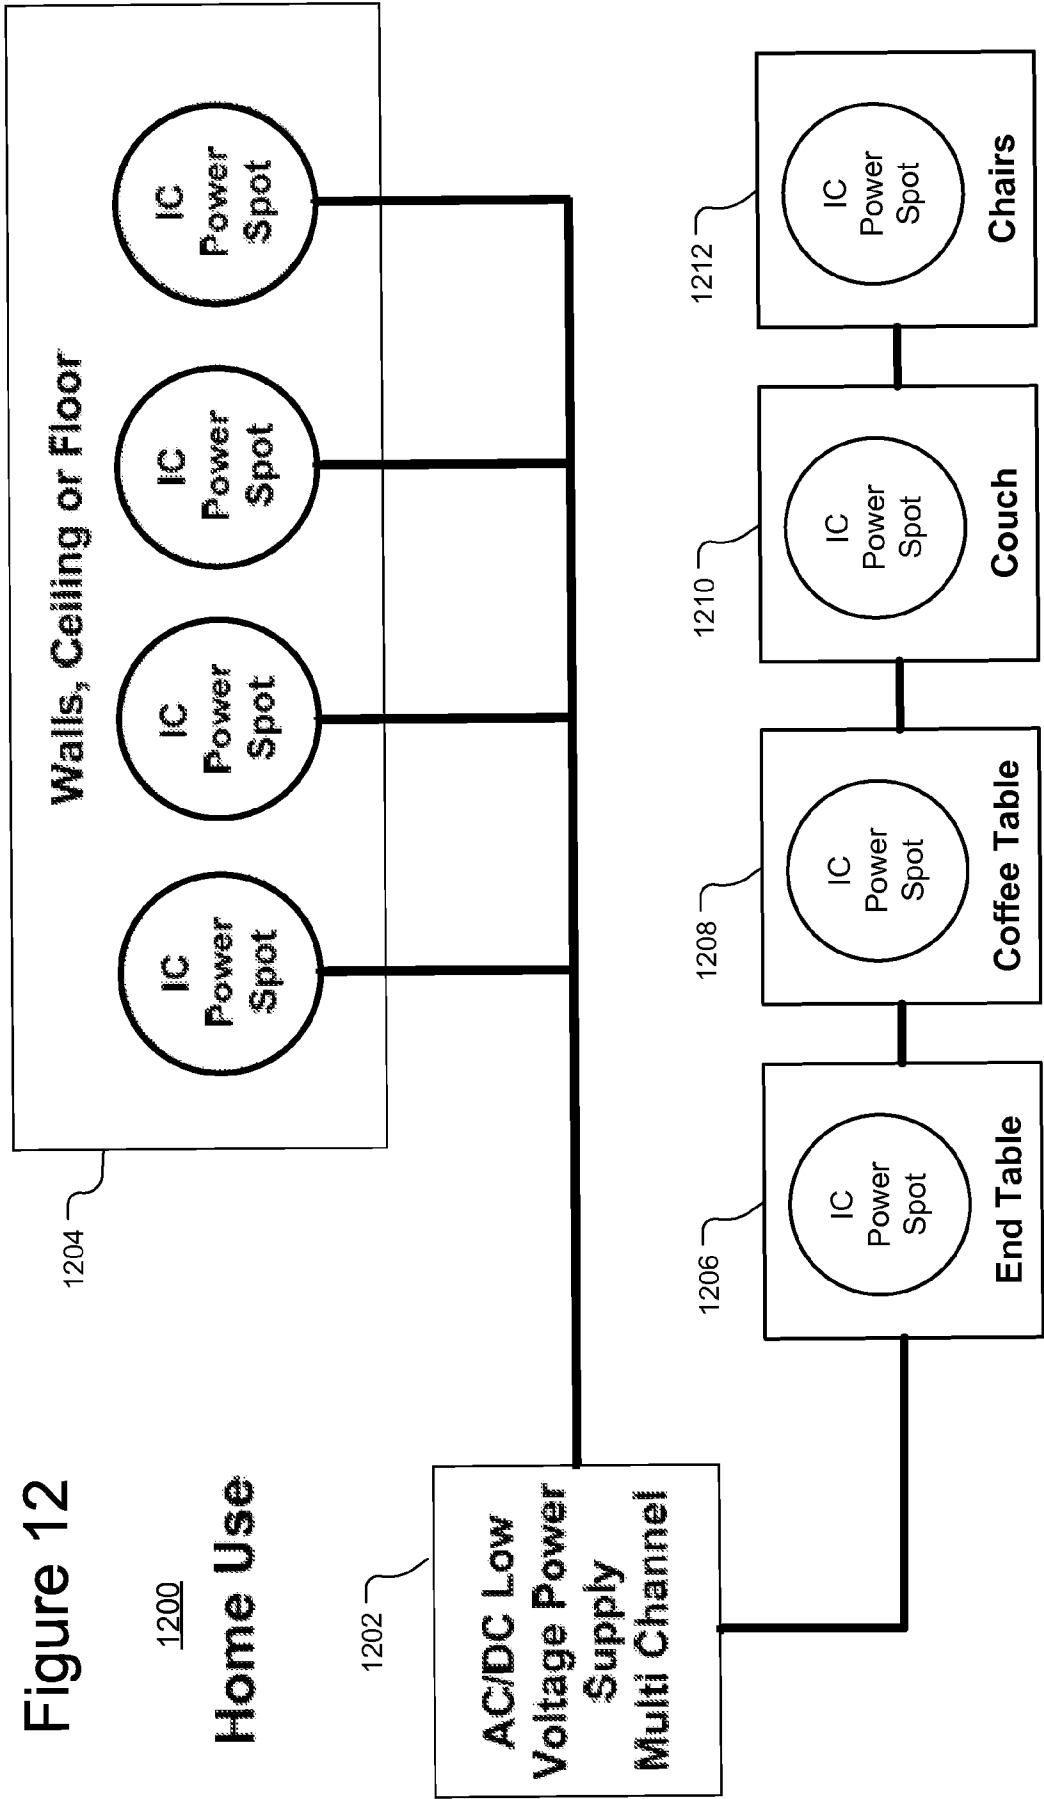 Figure 12
1200
Home Use
1202
AC/DC Low
Voltage Power
Supply
Multi Channel
1204
Walls, Ceiling or Floor
IC
Power
Spot
IC
Power
Spot
IC
Power
Spot
IC
Power
Spot
1206
IC
Power
Spot
End Table
1208
IC
Power
Spot
Coffee Table
1210
IC
Power
Spot
Couch
1212
IC
Power
Spot
Chairs